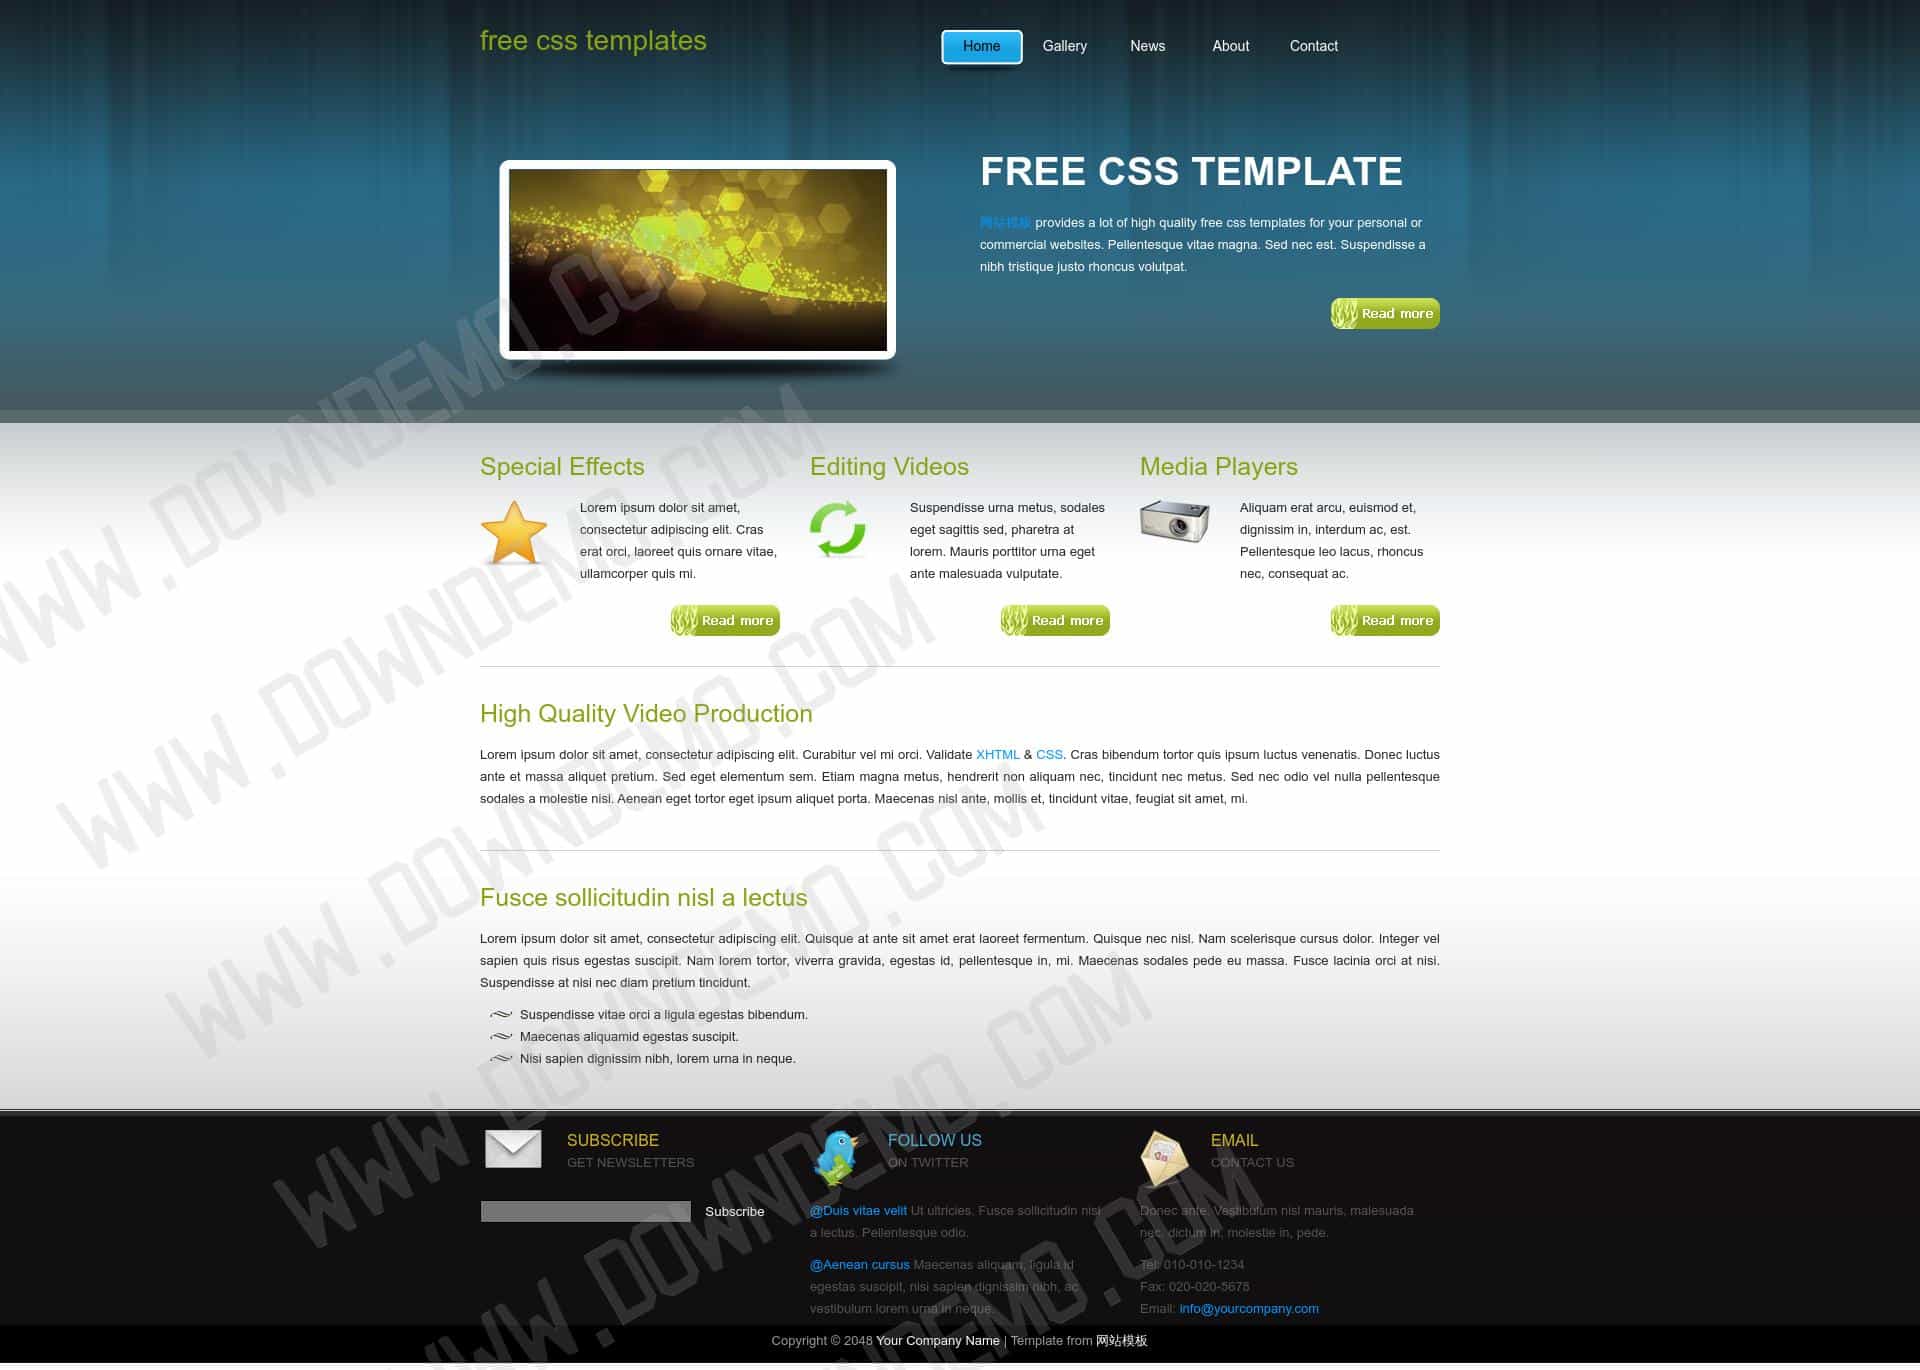 free css templates
Home Gallery News About Contact
FREE CSS TEMPLATE
网站模板 provides a lot of high quality free css templates for your personal or
commercial websites. Pellentesque vitae magna. Sed nec est. Suspendisse a
nibh tristique justo rhoncus volutpat.
Read more
Special Effects
Lorem ipsum dolor sit amet,
consectetur adipiscing elit. Cras
erat orci, laoreet quis ornare vitae,
ullamcorper quis mi.
Read more
Editing Videos
Suspendisse urna metus, sodales
eget sagittis sed, pharetra at
lorem. Mauris porttitor urna eget
ante malesuada vulputate.
Read more
Media Players
Aliquam erat arcu, euismod et,
dignissim in, interdum ac, est.
Pellentesque leo lacus, rhoncus
nec, consequat ac.
Read more
High Quality Video Production
Lorem ipsum dolor sit amet, consectetur adipiscing elit. Curabitur vel mi orci. Validate XHTML & CSS. Cras bibendum tortor quis ipsum luctus venenatis. Donec luctus
ante et massa aliquet pretium. Sed eget elementum sem. Etiam magna metus, hendrerit non aliquam nec, tincidunt nec metus. Sed nec odio vel nulla pellentesque
sodales a molestie nisi. Aenean eget tortor eget ipsum aliquet porta. Maecenas nisl ante, mollis et, tincidunt vitae, feugiat sit amet, mi.
Fusce sollicitudin nisl a lectus
Lorem ipsum dolor sit amet, consectetur adipiscing elit. Quisque at ante sit amet erat laoreet fermentum. Quisque nec nisl. Nam scelerisque cursus dolor. Integer vel
sapien quis risus egestas suscipit. Nam lorem tortor, viverra gravida, egestas id, pellentesque in, mi. Maecenas sodales pede eu massa. Fusce lacinia orci at nisi.
Suspendisse at nisi nec diam pretium tincidunt.
Suspendisse vitae orci a ligula egestas bibendum.
Maecenas aliquamid egestas suscipit.
Nisi sapien dignissim nibh, lorem urna in neque.
SUBSCRIBE
GET NEWSLETTERS
Subscribe
FOLLOW US
ON TWITTER
@Duis vitae velit Ut ultricies. Fusce sollicitudin nisi
a lectus. Pellentesque odio.
@Aenean cursus Maecenas aliquam, ligula id
egestas suscipit, nisi sapien dignissim nibh, ac
vestibulum lorem urna in neque.
EMAIL
CONTACT US
Donec ante. Vestibulum nisl mauris, malesuada
nec, dictum in, molestie in, pede.
Tel: 010-010-1234
Fax: 020-020-5678
Email: info@yourcompany.com
Copyright © 2048 Your Company Name | Template from 网站模板
WWW.DOWNDEMO.COM
WWW.DOWNDEMO.COM
WWW.DOWNDEMO.COM
WWW.DOWNDEMO.COM
WWW.DOWNDEMO.COM